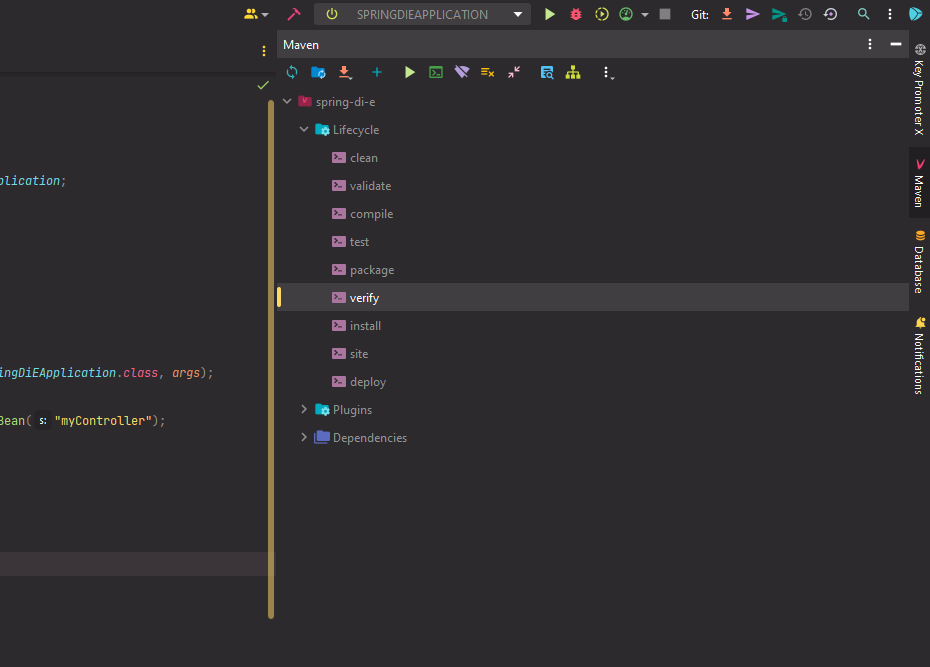 SPRINGDIEAPPLICATION
Git:
Maven
spring-di-e
Lifecycle
clean
validate
compile
test
package
verify
install
site
deploy
Plugins
Dependencies
plication;
ingDiEApplication.class, args);
Bean( s: "myController");
Key Promoter X
Maven
Database
Notifications